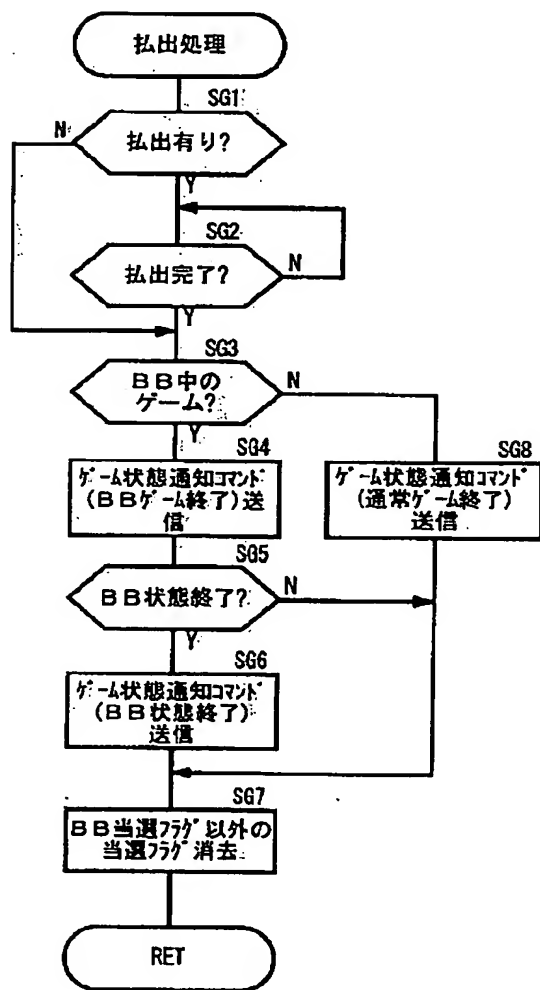 払出処理
SG1
N
払出有り?
Y
SG2
払出完了?
N
Y
SG3
BB中の
ゲーム?
N
Y
SG4
ゲーム状態通知コマンド
(BBゲーム終了)送
信
SG8
ゲーム状態通知コマンド
(通常ゲーム終了)
送信
SG5
BB状態終了?
N
Y
SG6
ゲーム状態通知コマンド
(BB状態終了)
送信
SG7
BB当選フラグ以外の
当選フラグ消去
RET